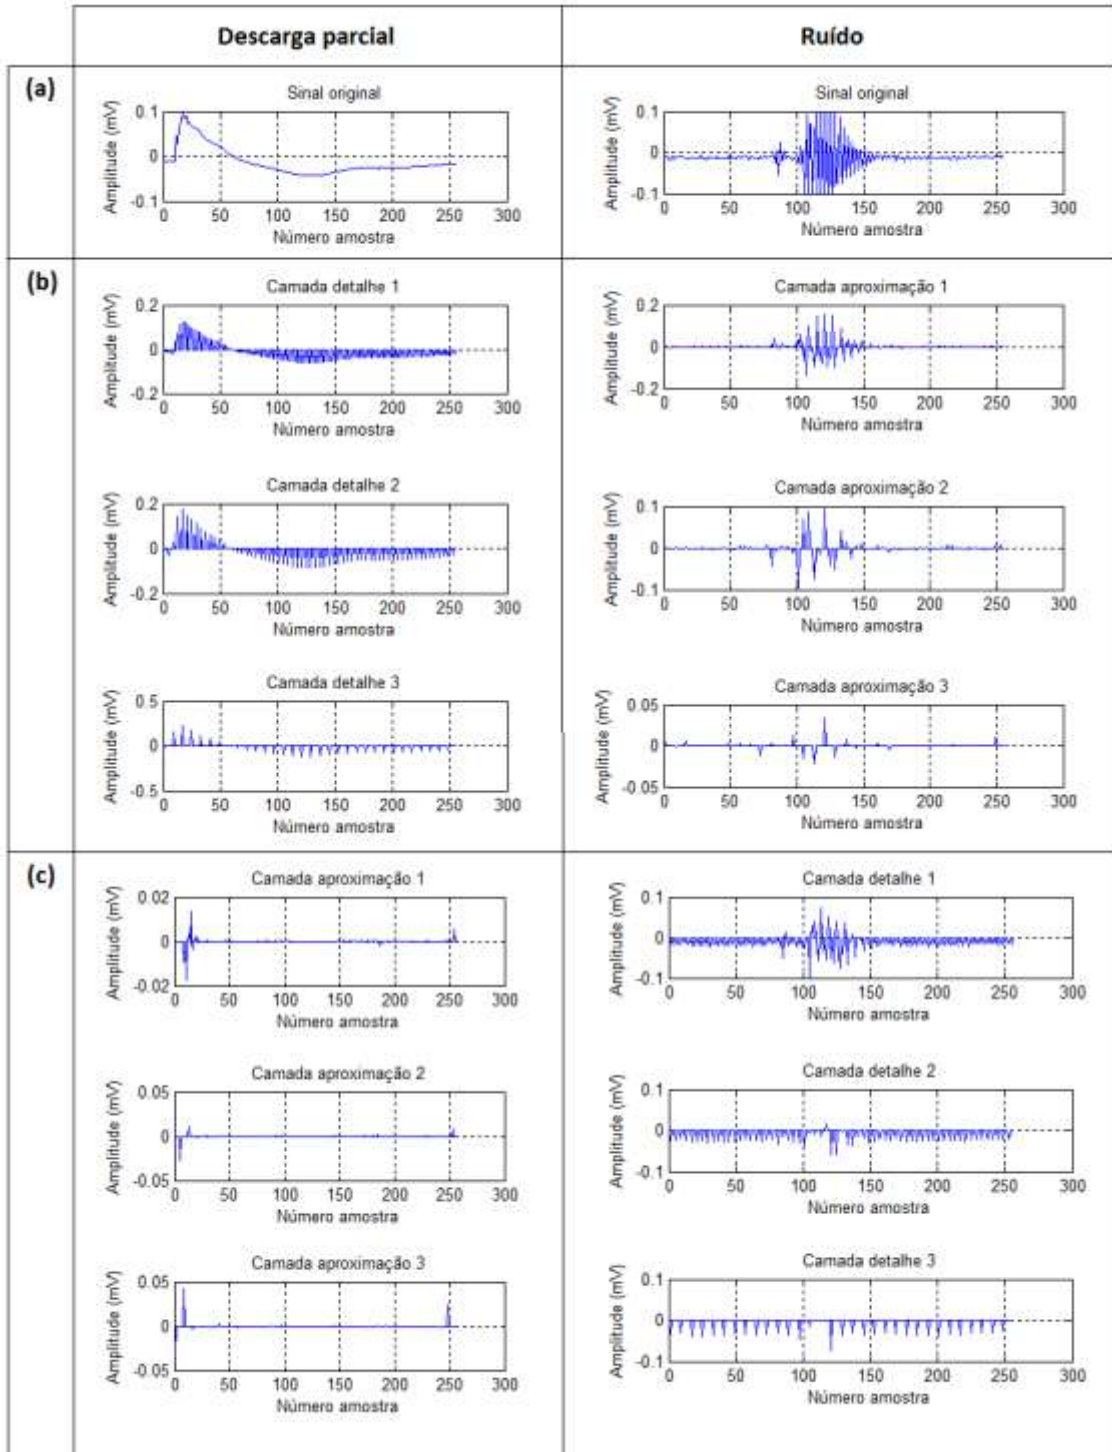 Descarga parcial
Ruído
(a)
Sinal original
Amplitude (mV)
0.1
0
-0.1
0 50 100 150 200 250 300
Número amostra
Sinal original
Amplitude (mV)
0.1
0
-0.1
0 50 100 150 200 250 300
Número amostra
(b)
Camada detalhe 1
Amplitude (mV)
0.2
0
-0.2
0 50 100 150 200 250 300
Número amostra
Camada aproximação 1
Amplitude (mV)
0.2
0
-0.2
0 50 100 150 200 250 300
Número amostra
Camada detalhe 2
Amplitude (mV)
0.2
0
-0.2
0 50 100 150 200 250 300
Número amostra
Camada aproximação 2
Amplitude (mV)
0.1
0
-0.1
0 50 100 150 200 250 300
Número amostra
Camada detalhe 3
Amplitude (mV)
0.5
0
-0.5
0 50 100 150 200 250 300
Número amostra
Camada aproximação 3
Amplitude (mV)
0.05
0
-0.05
0 50 100 150 200 250 300
Número amostra
(c)
Camada aproximação 1
Amplitude (mV)
0.02
0
-0.02
0 50 100 150 200 250 300
Número amostra
Camada detalhe 1
Amplitude (mV)
0.1
0
-0.1
0 50 100 150 200 250 300
Número amostra
Camada aproximação 2
Amplitude (mV)
0.05
0
-0.05
0 50 100 150 200 250 300
Número amostra
Camada detalhe 2
Amplitude (mV)
0.1
0
-0.1
0 50 100 150 200 250 300
Número amostra
Camada aproximação 3
Amplitude (mV)
0.05
0
-0.05
0 50 100 150 200 250 300
Número amostra
Camada detalhe 3
Amplitude (mV)
0.1
0
-0.1
0 50 100 150 200 250 300
Número amostra